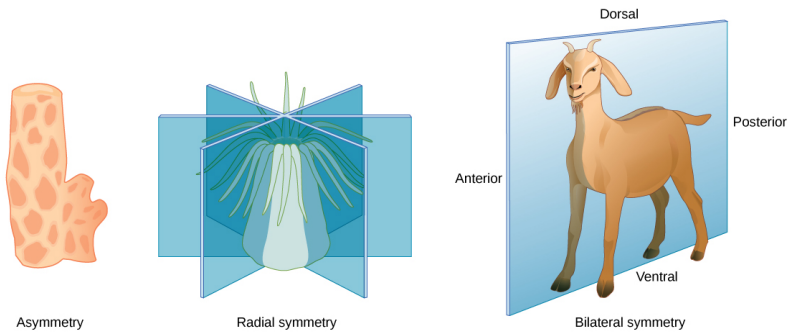 Dorsal
Posterior
Anterior
Ventral
Asymmetry
Radial symmetry
Bilateral symmetry